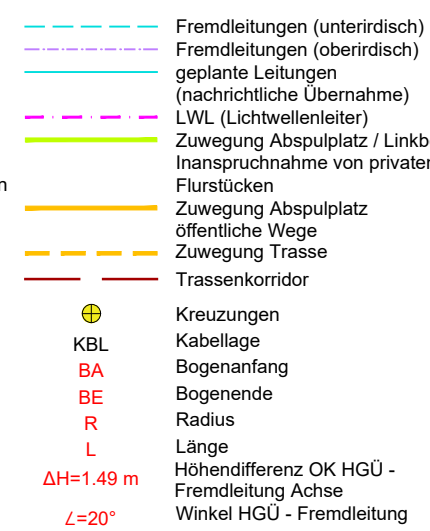 Fremdleitungen (unterirdisch)
Fremdleitungen (oberirdisch)
geplante Leitungen
(nachrichtliche Übernahme)
LWL (Lichtwellenleiter)
Zuwegung Abspulplatz / Linkb
Inanspruchnahme von privater
Flurstücken
Zuwegung Abspulplatz
öffentliche Wege
Zuwegung Trasse
Trassenkorridor
Kreuzungen
KBL Kabellage
BA Bogenanfang
BE Bogenende
R Radius
L Länge
ΔH=1.49 m Höhendifferenz OK HGÜ -
Fremdleitung Achse
∠=20° Winkel HGÜ - Fremdleitung